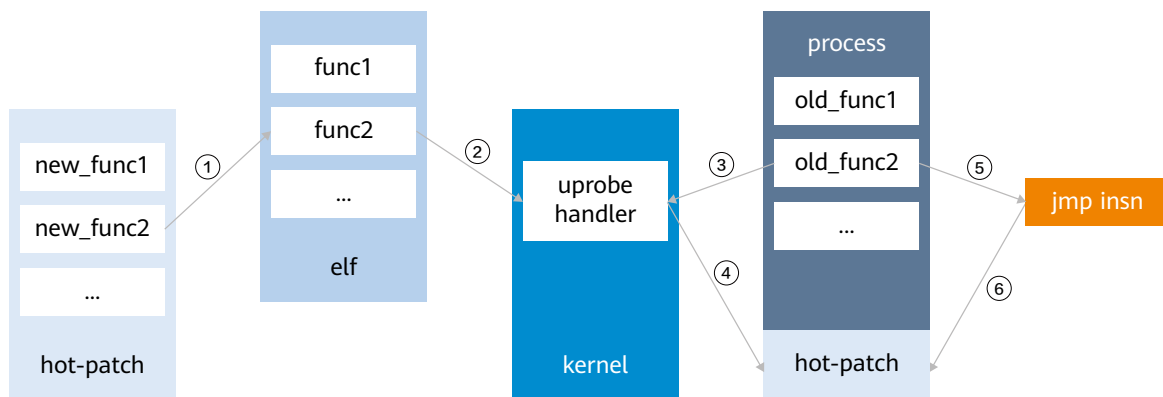 new_func1
new_func2
...
hot-patch
①
func1
func2
...
elf
②
uprobe
handler
kernel
③
④
process
old_func1
old_func2
...
hot-patch
⑤
⑥
jmp insn